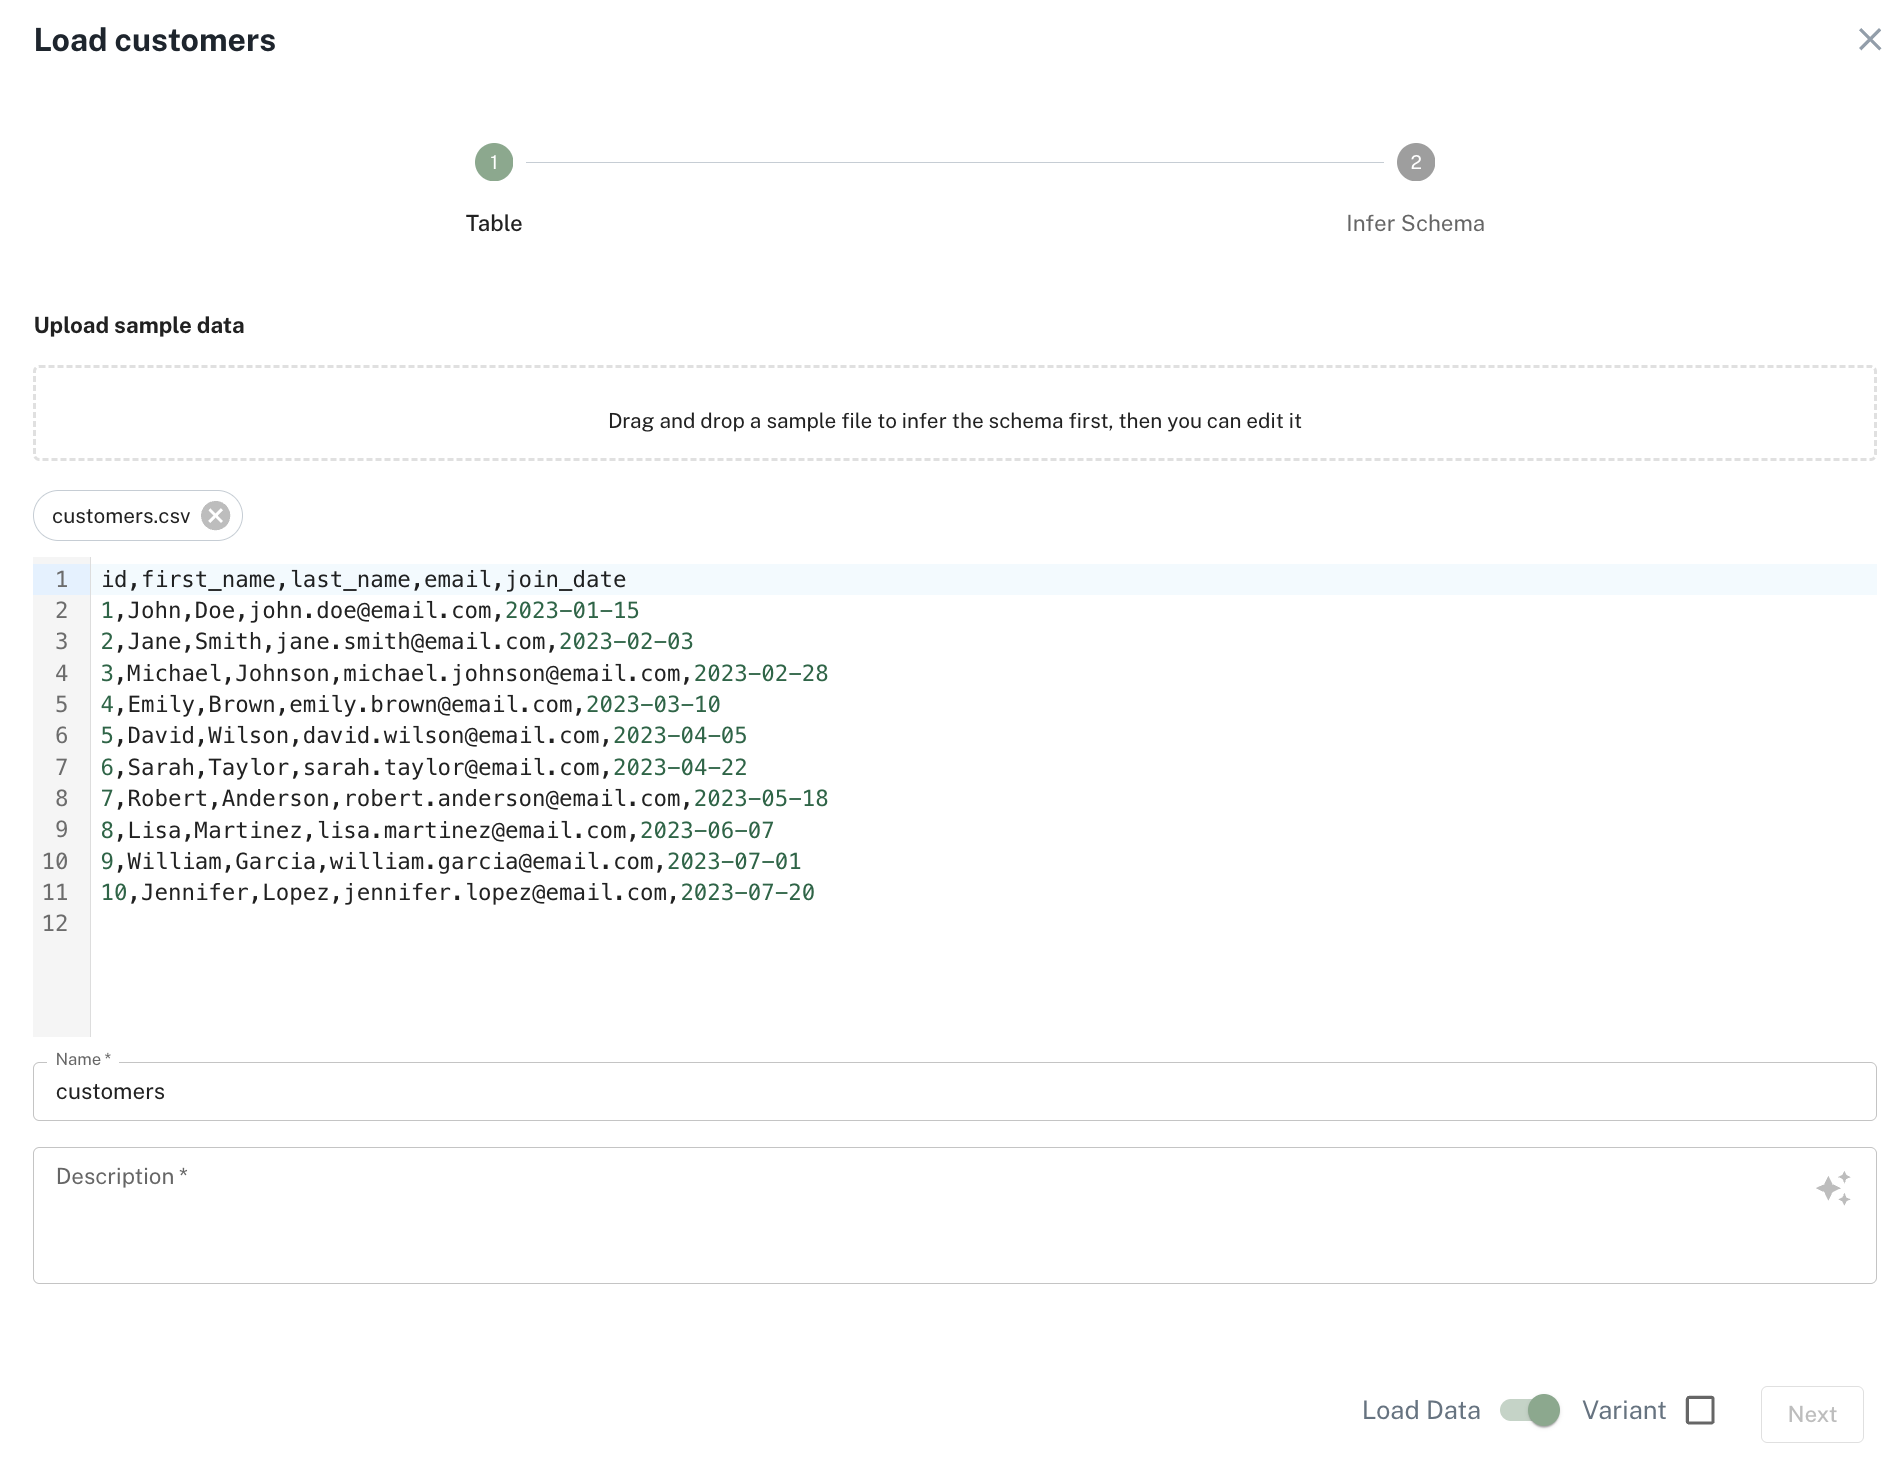 Load customers
1
2
Table
Infer Schema
Upload sample data
Drag and drop a sample file to infer the schema first, then you can edit it
customers.csv
1 id,first_name,last_name,email,join_date
2 1,John,Doe,john.doe@email.com,2023-01-15
3 2,Jane,Smith,jane.smith@email.com,2023-02-03
4 3,Michael,Johnson,michael.johnson@email.com,2023-02-28
5 4,Emily,Brown,emily.brown@email.com,2023-03-10
6 5,David,Wilson,david.wilson@email.com,2023-04-05
7 6,Sarah,Taylor,sarah.taylor@email.com,2023-04-22
8 7,Robert,Anderson,robert.anderson@email.com,2023-05-18
9 8,Lisa,Martinez,lisa.martinez@email.com,2023-06-07
10 9,William,Garcia,william.garcia@email.com,2023-07-01
11 10,Jennifer,Lopez,jennifer.lopez@email.com,2023-07-20
12
Name *
customers
Description *
Load Data
Variant
Next